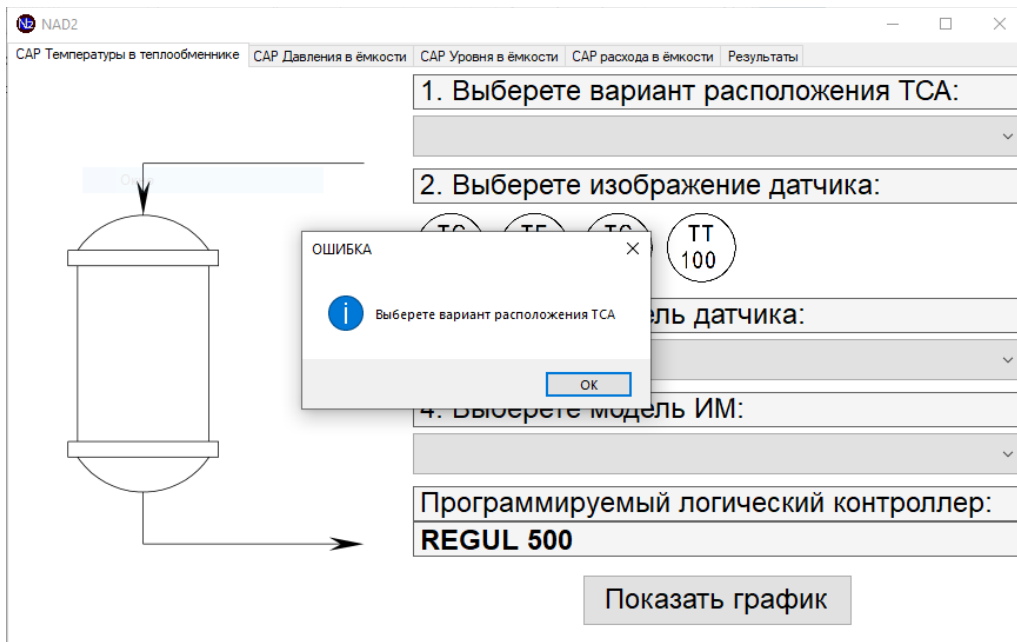 NAD2
САР Температуры в теплообменнике САР Давления в ёмкости САР Уровня в ёмкости САР расхода в ёмкости Результаты
1. Выберете вариант расположения ТСА:
2. Выберете изображение датчика:
ТТ
100
ОШИБКА
Выберете вариант расположения ТСА
ОК
датчика:
4. Выберете модель ИМ:
Программируемый логический контроллер:
REGUL 500
Показать график